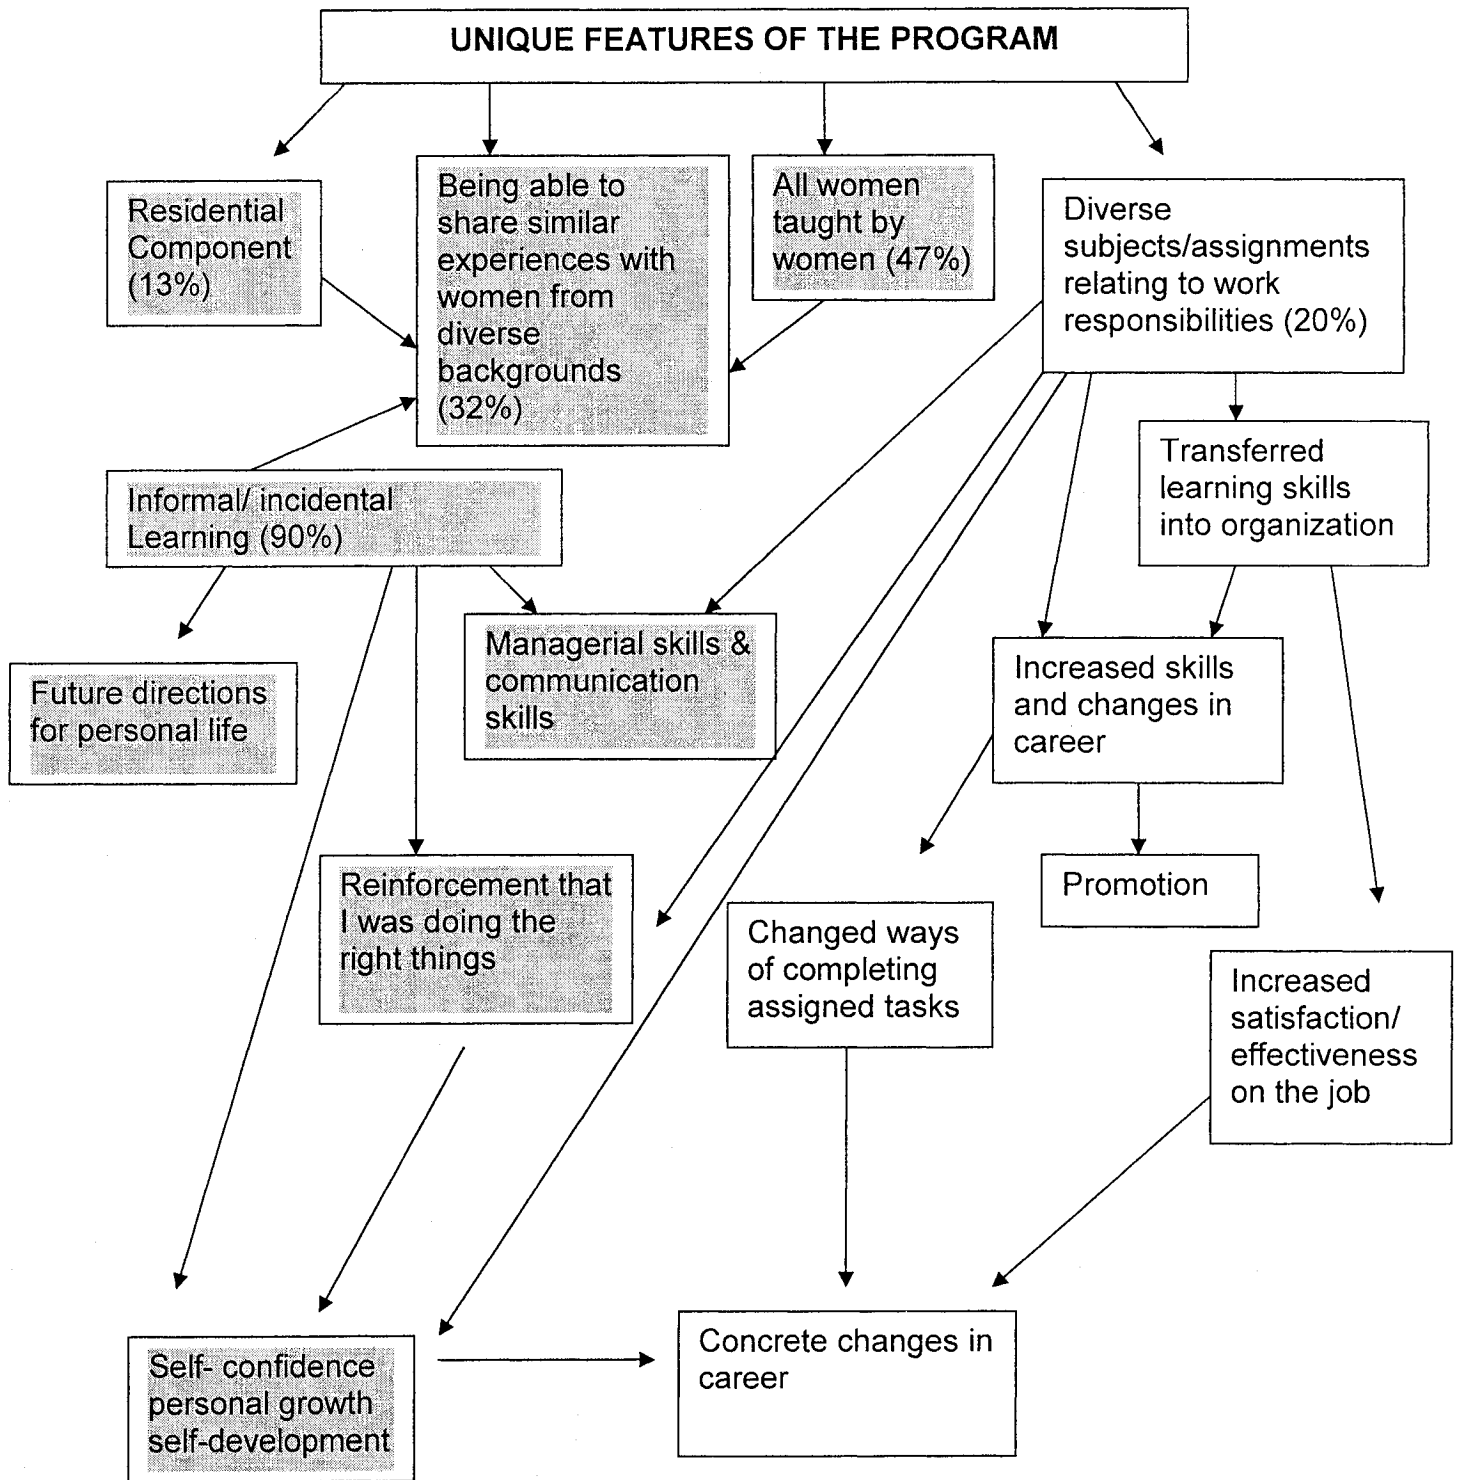 UNIQUE FEATURES OF THE PROGRAM
Residential
Component
(13%)
Being able to
share similar
experiences with
women from
diverse
backgrounds
(32%)
All women
taught by
women (47%)
Diverse
subjects/assignments
relating to work
responsibilities (20%)
Informal/ incidental
Learning (90%)
Transferred
learning skills
into organization
Future directions
for personal life
Managerial skills &
communication
skills
Increased skills
and changes in
career
Reinforcement that
I was doing the
right things
Changed ways
of completing
assigned tasks
Promotion
Increased
satisfaction/
effectiveness
on the job
Self- confidence
personal growth
self-development
Concrete changes in
career